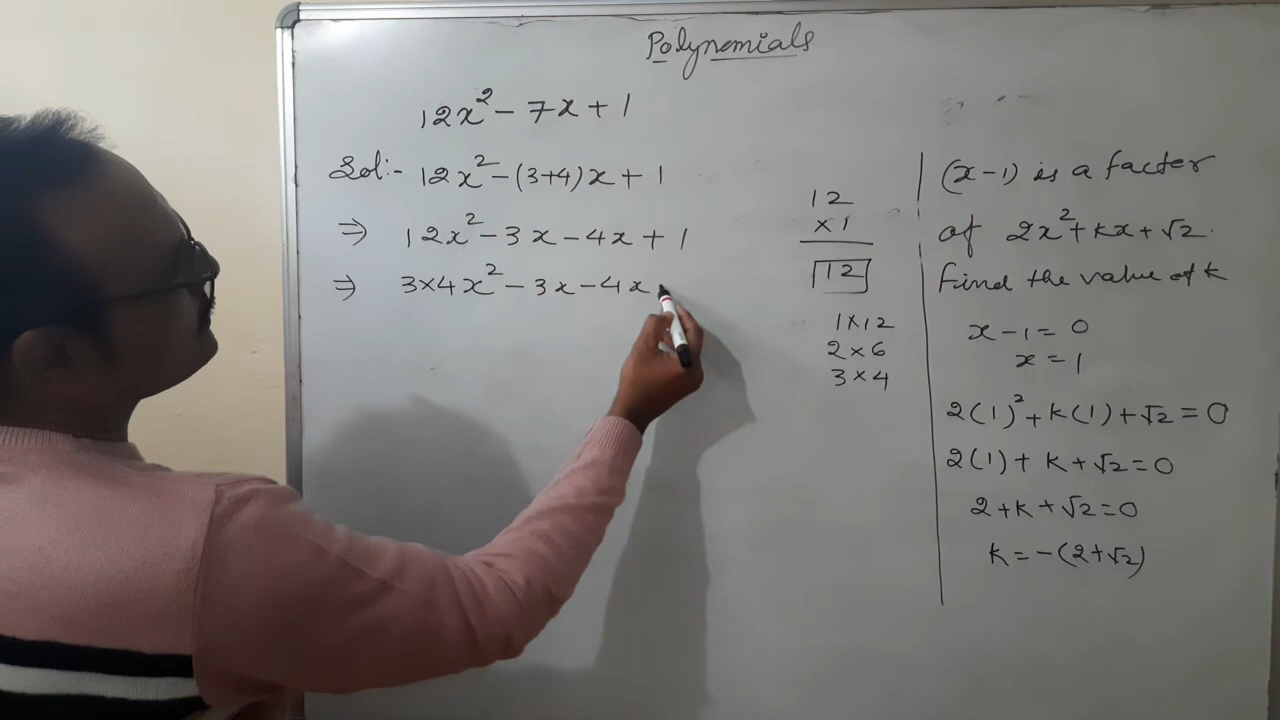 Polynemials
12x² - 7x + 1
Sol:- 12x² - (3+4)x + 1
⇒ 12x² - 3x - 4x + 1
⇒ 3×4x² - 3x - 4x
12
×1
12
1×12
2×6
3×4
(x-1) is a factor
of 2x² + kx + √2.
Find the value of k
x - 1 = 0
x = 1
2(1)² + k(1) + √2 = 0
2(1) + k + √2 = 0
2 + k + √2 = 0
k = -(2+√2)